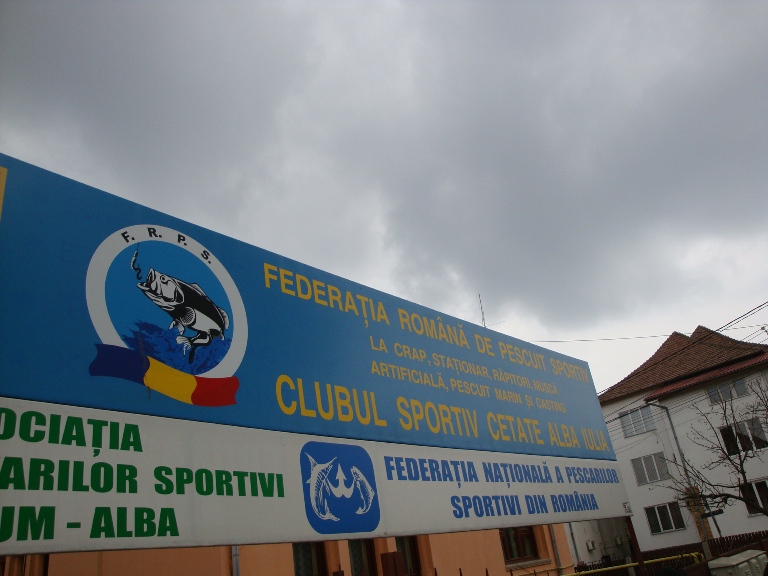 F. R. P. S.
FEDERAȚIA ROMÂNĂ DE PESCUIT SPORTIV
LA CRAP, STAȚIONAR, RĂPITORI, MUSCĂ
ARTIFICIALĂ, PESCUIT MARIN ȘI CASTING
CLUBUL SPORTIV CETATE ALBA IULIA
OCIAȚIA
ARILOR SPORTIVI
UM - ALBA
FEDERAȚIA NAȚIONALĂ A PESCARILOR
SPORTIVI DIN ROMÂNIA